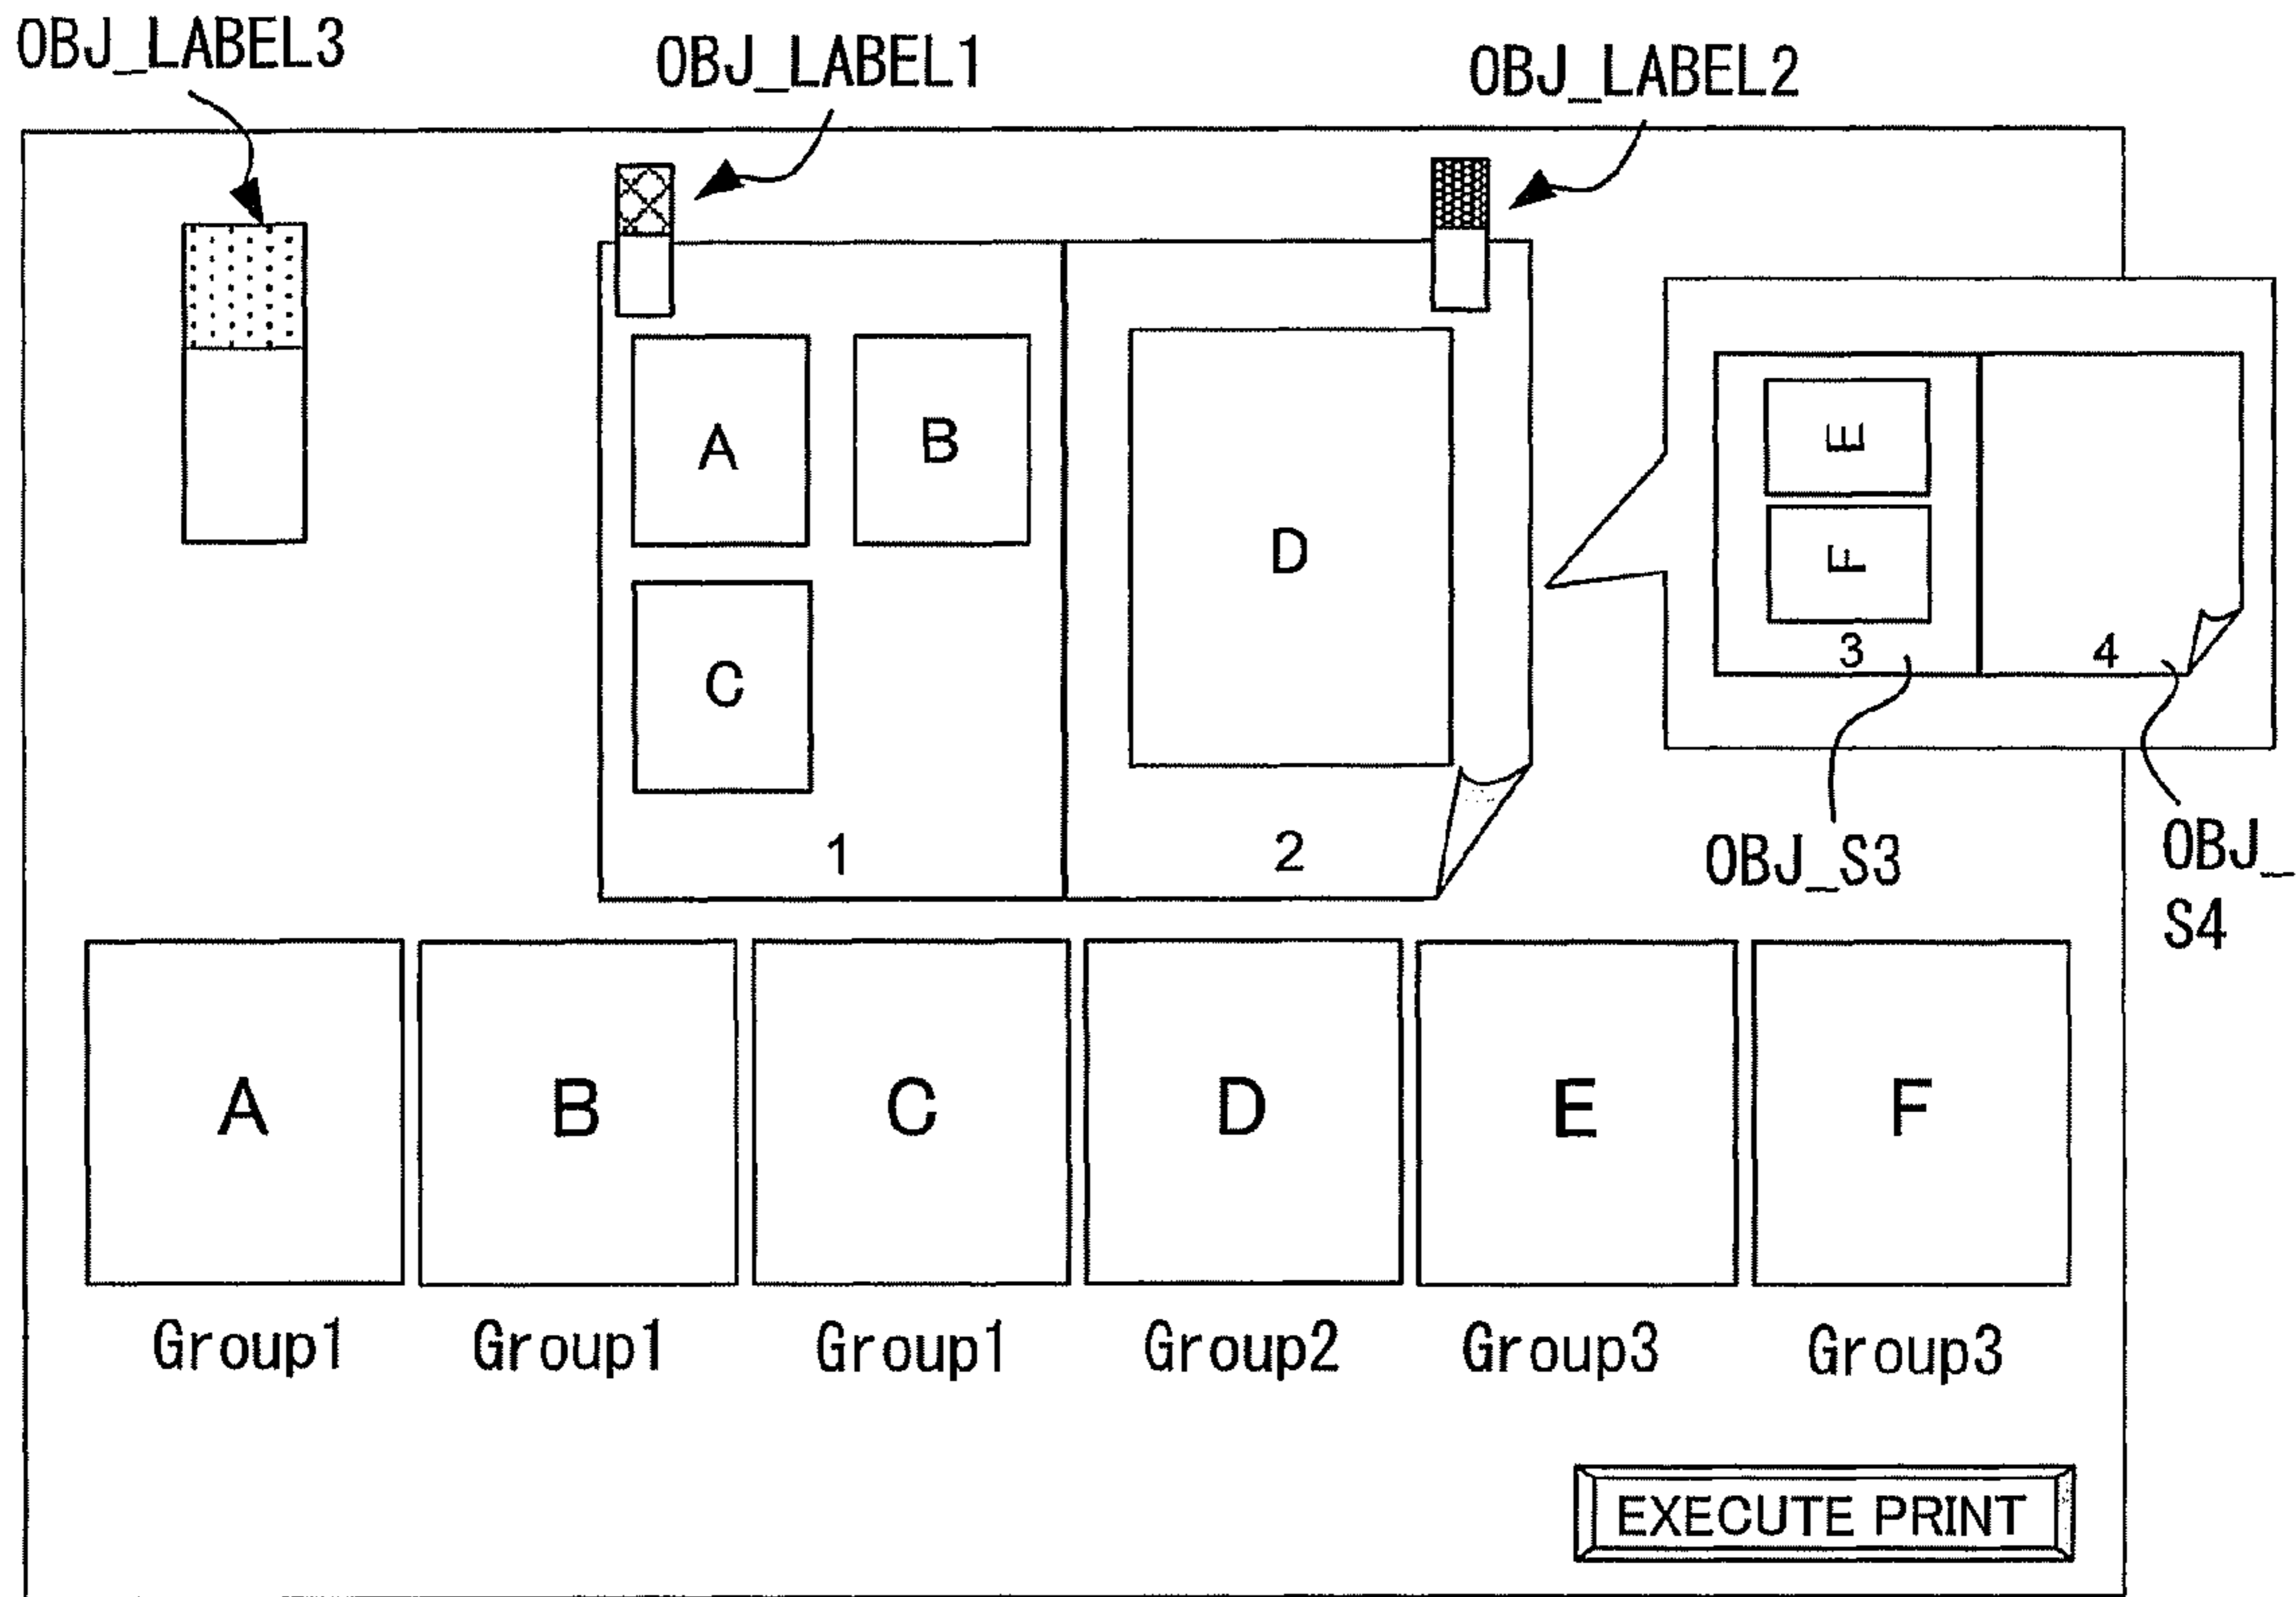 OBJ_LABEL3
OBJ_LABEL1
OBJ_LABEL2
A
B
C
1
D
2
E
F
3
4
OBJ_S3
OBJ_
S4
A
B
C
D
E
F
Group1
Group1
Group1
Group2
Group3
Group3
EXECUTE PRINT